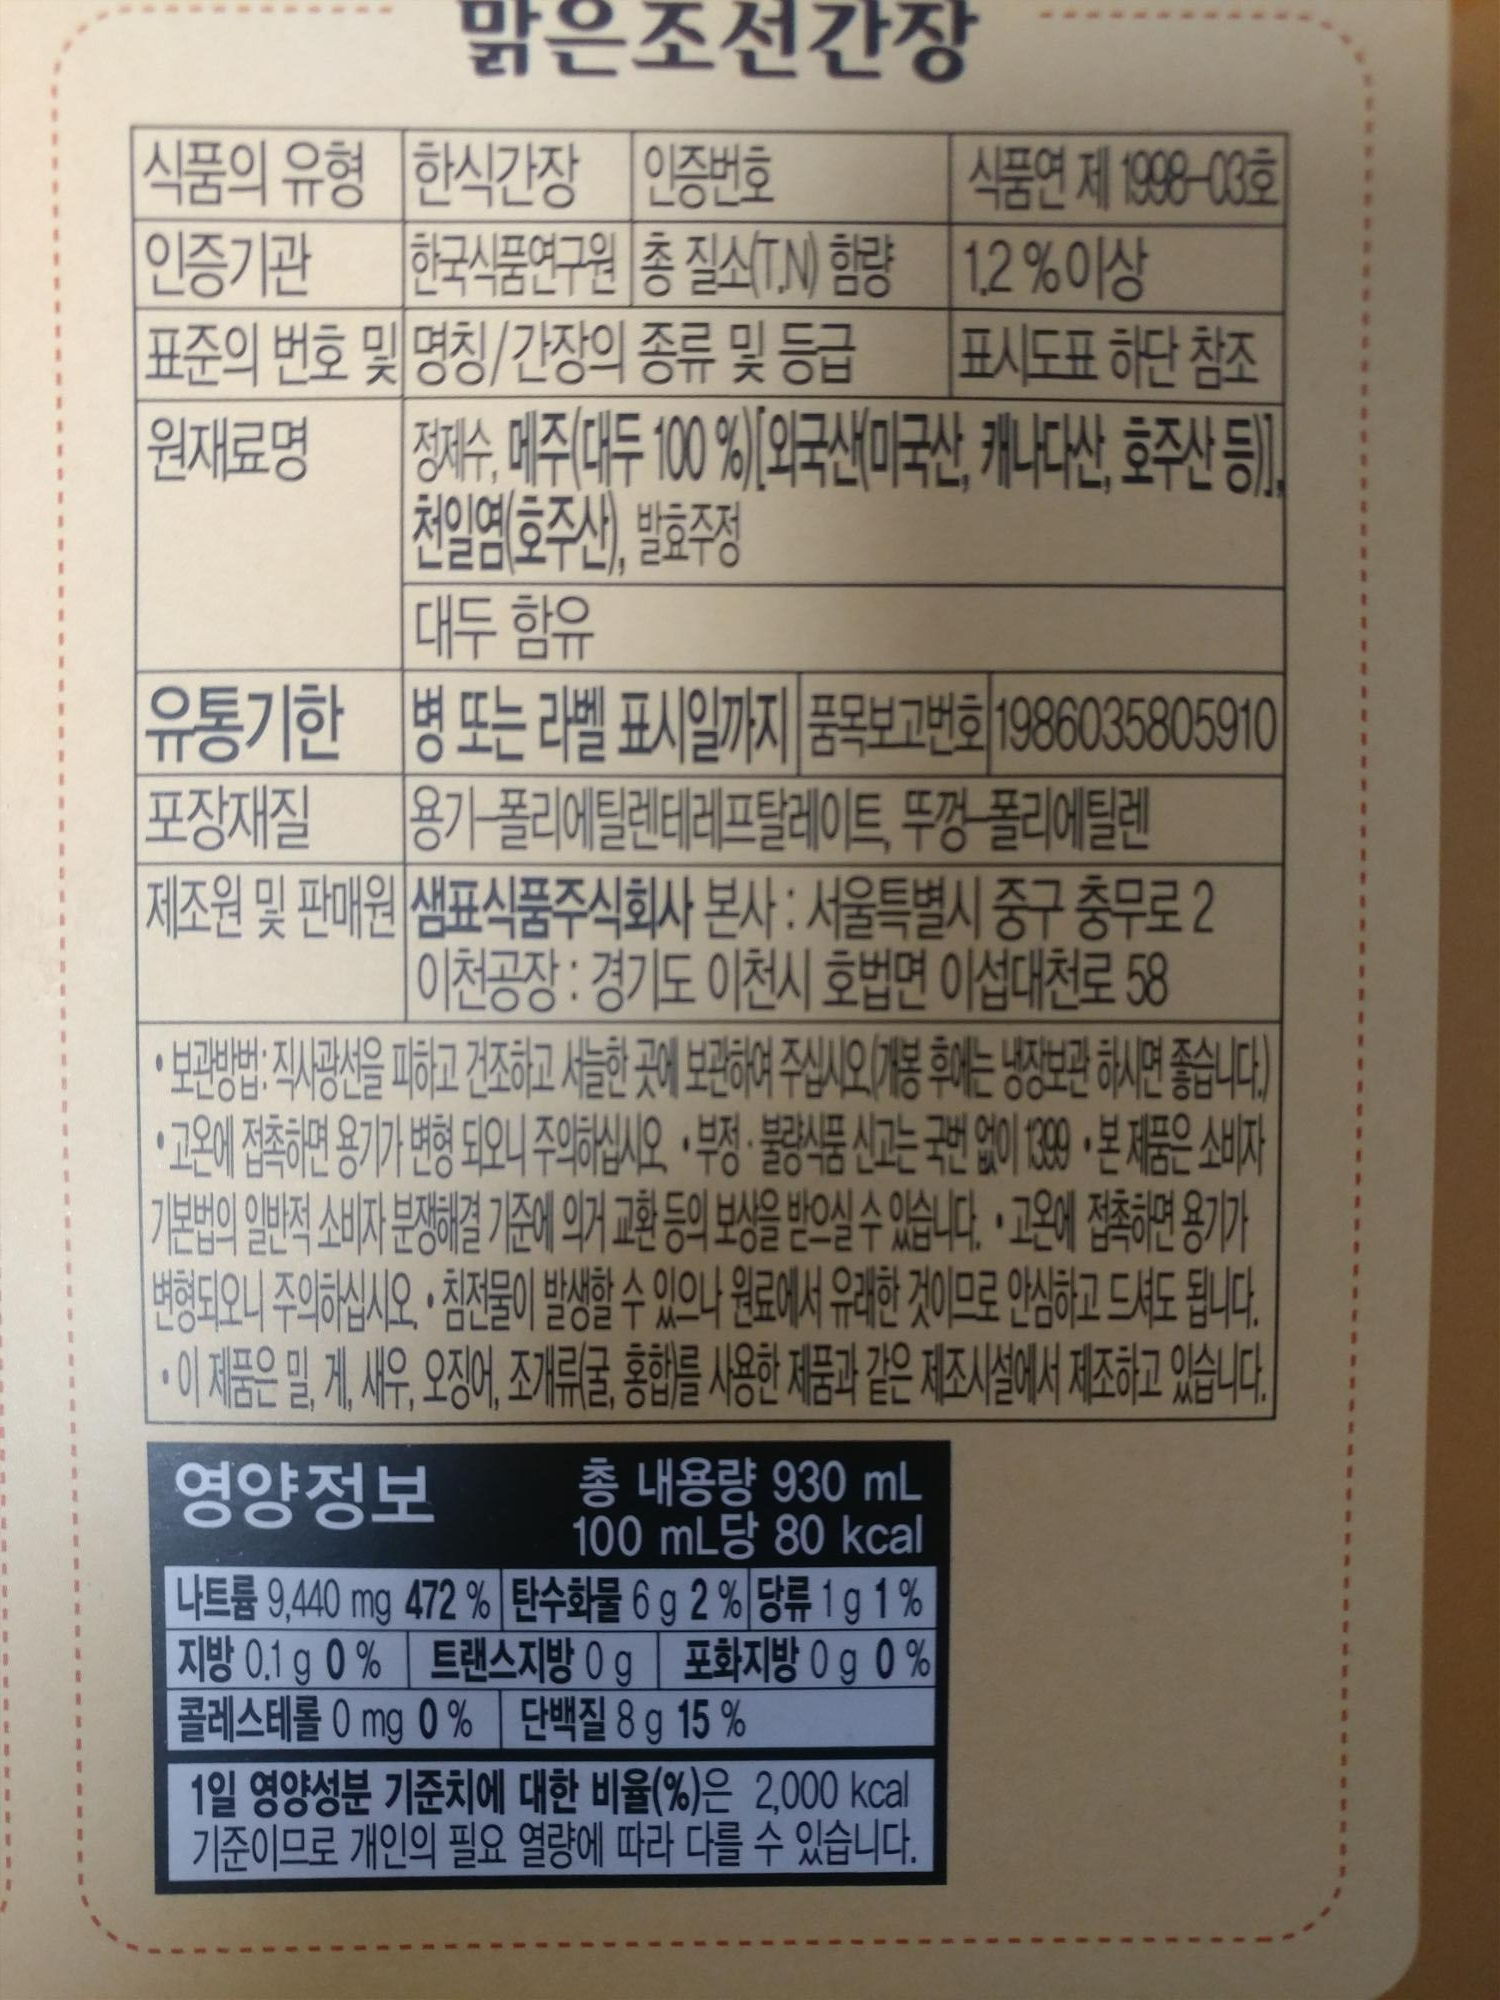 맑은조선간장
식품의 유형 한식간장 인증번호 식품연 제 1998-03호
인증기관 한국식품연구원 총 질소(T.N) 함량 1.2 % 이상
표준의 번호 및 명칭/간장의 종류 및 등급 표시도표 하단 참조
원재료명 정제수, 메주(대두 100 %)[외국산(미국산, 캐나다산, 호주산 등)],
천일염(호주산), 발효주정
대두 함유
유통기한 병 또는 라벨 표시일까지 품목보고번호 1986035805910
포장재질 용기-폴리에틸렌테레프탈레이트, 뚜껑-폴리에틸렌
제조원 및 판매원 샘표식품주식회사 본사 : 서울특별시 중구 충무로 2
이천공장 : 경기도 이천시 호법면 이섭대천로 58
• 보관방법: 직사광선을 피하고 건조하고 서늘한 곳에 보관하여 주십시오.(개봉 후에는 냉장보관 하시면 좋습니다.)
• 고온에 접촉하면 용기가 변형 되오니 주의하십시오. • 부정 · 불량식품 신고는 국번 없이 1399 • 본 제품은 소비자
기본법의 일반적 소비자 분쟁해결 기준에 의거 교환 등의 보상을 받으실 수 있습니다. • 고온에 접촉하면 용기가
변형되오니 주의하십시오. • 침전물이 발생할 수 있으나 원료에서 유래한 것이므로 안심하고 드셔도 됩니다.
• 이 제품은 밀, 게, 새우, 오징어, 조개류(굴, 홍합)를 사용한 제품과 같은 제조시설에서 제조하고 있습니다.
영양정보 총 내용량 930 mL
100 mL당 80 kcal
나트륨 9,440 mg 472 % 탄수화물 6 g 2 % 당류 1 g 1 %
지방 0.1 g 0 % 트랜스지방 0 g 포화지방 0 g 0 %
콜레스테롤 0 mg 0 % 단백질 8 g 15 %
1일 영양성분 기준치에 대한 비율(%)은 2,000 kcal
기준이므로 개인의 필요 열량에 따라 다를 수 있습니다.